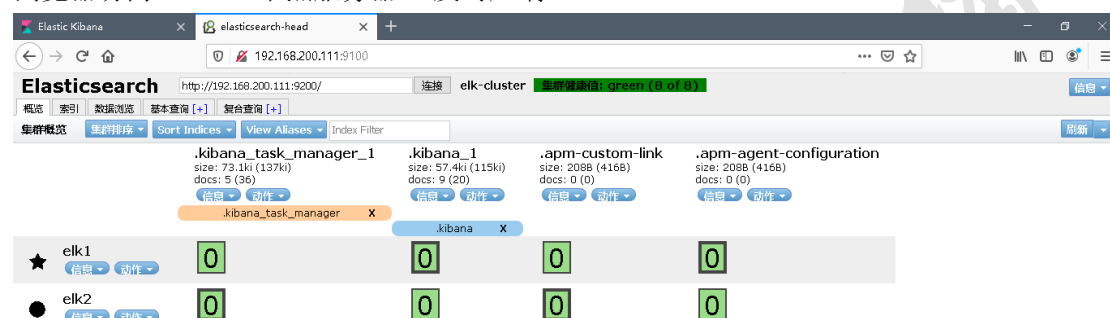 Elastic Kibana elasticsearch-head
192.168.200.111:9100
Elasticsearch http://192.168.200.111:9200/ 连接 elk-cluster 集群健康值: green (8 of 8) 信息
概览 索引 数据浏览 基本查询 [+] 复合查询 [+]
集群概览 集群排序 Sort Indices View Aliases Index Filter 刷新
.kibana_task_manager_1 .kibana_1 .apm-custom-link .apm-agent-configuration
size: 73.1ki (137ki) size: 57.4ki (115ki) size: 208B (416B) size: 208B (416B)
docs: 5 (36) docs: 9 (20) docs: 0 (0) docs: 0 (0)
信息 动作 信息 动作 信息 动作 信息 动作
.kibana_task_manager X
.kibana X
elk1 0 0 0 0
信息 动作
elk2 0 0 0 0
信息 动作